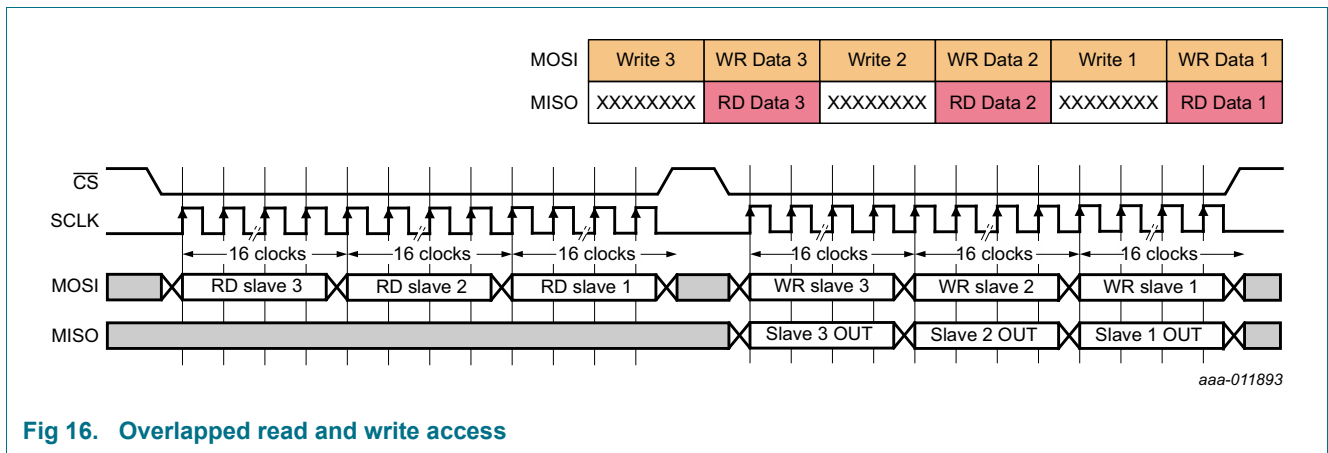 MOSI Write 3 WR Data 3 Write 2 WR Data 2 Write 1 WR Data 1
MISO XXXXXXXX RD Data 3 XXXXXXXX RD Data 2 XXXXXXXX RD Data 1
CS
SCLK
16 clocks 16 clocks 16 clocks 16 clocks 16 clocks 16 clocks
MOSI RD slave 3 RD slave 2 RD slave 1 WR slave 3 WR slave 2 WR slave 1
MISO Slave 3 OUT Slave 2 OUT Slave 1 OUT
aaa-011893
Fig 16. Overlapped read and write access